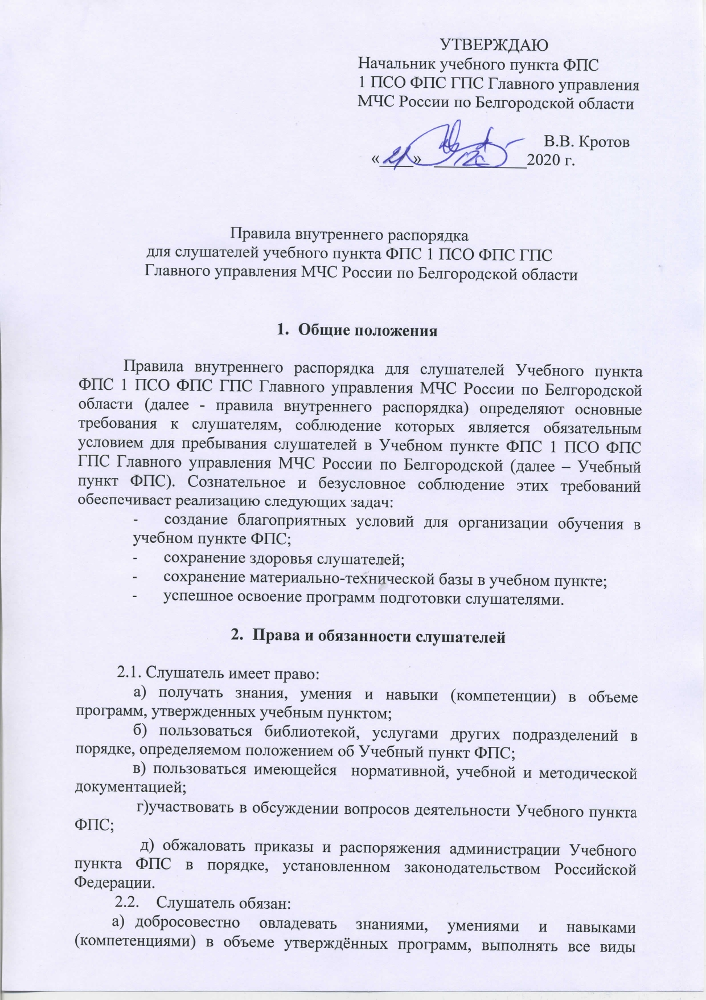 УТВЕРЖДАЮ
Начальник учебного пункта ФПС
1 ПСО ФПС ГПС Главного управления
МЧС России по Белгородской области
В.В. Кротов
« » 2020 г.
Правила внутреннего распорядка
для слушателей учебного пункта ФПС 1 ПСО ФПС ГПС
Главного управления МЧС России по Белгородской области
1. Общие положения
Правила внутреннего распорядка для слушателей Учебного пункта
ФПС 1 ПСО ФПС ГПС Главного управления МЧС России по Белгородской
области (далее - правила внутреннего распорядка) определяют основные
требования к слушателям, соблюдение которых является обязательным
условием для пребывания слушателей в Учебном пункте ФПС 1 ПСО ФПС
ГПС Главного управления МЧС России по Белгородской (далее – Учебный
пункт ФПС). Сознательное и безусловное соблюдение этих требований
обеспечивает реализацию следующих задач:
- создание благоприятных условий для организации обучения в
учебном пункте ФПС;
- сохранение здоровья слушателей;
- сохранение материально-технической базы в учебном пункте;
- успешное освоение программ подготовки слушателями.
2. Права и обязанности слушателей
2.1. Слушатель имеет право:
а) получать знания, умения и навыки (компетенции) в объеме
программ, утвержденных учебным пунктом;
б) пользоваться библиотекой, услугами других подразделений в
порядке, определяемом положением об Учебный пункт ФПС;
в) пользоваться имеющейся нормативной, учебной и методической
документацией;
г)участвовать в обсуждении вопросов деятельности Учебного пункта
ФПС;
д) обжаловать приказы и распоряжения администрации Учебного
пункта ФПС в порядке, установленном законодательством Российской
Федерации.
2.2. Слушатель обязан:
а) добросовестно овладевать знаниями, умениями и навыками
(компетенциями) в объеме утверждённых программ, выполнять все виды